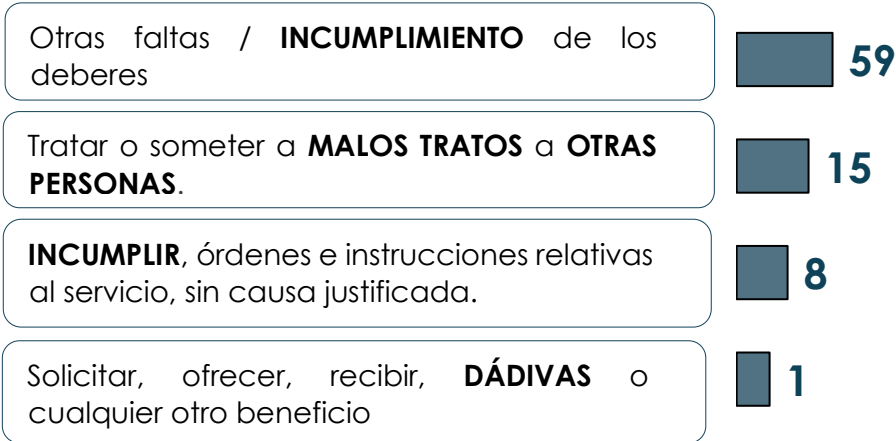 Otras faltas / INCUMPLIMIENTO de los
deberes
59
Tratar o someter a MALOS TRATOS a OTRAS
PERSONAS.
15
INCUMPLIR, órdenes e instrucciones relativas
al servicio, sin causa justificada.
8
Solicitar, ofrecer, recibir, DÁDIVAS o
cualquier otro beneficio
1